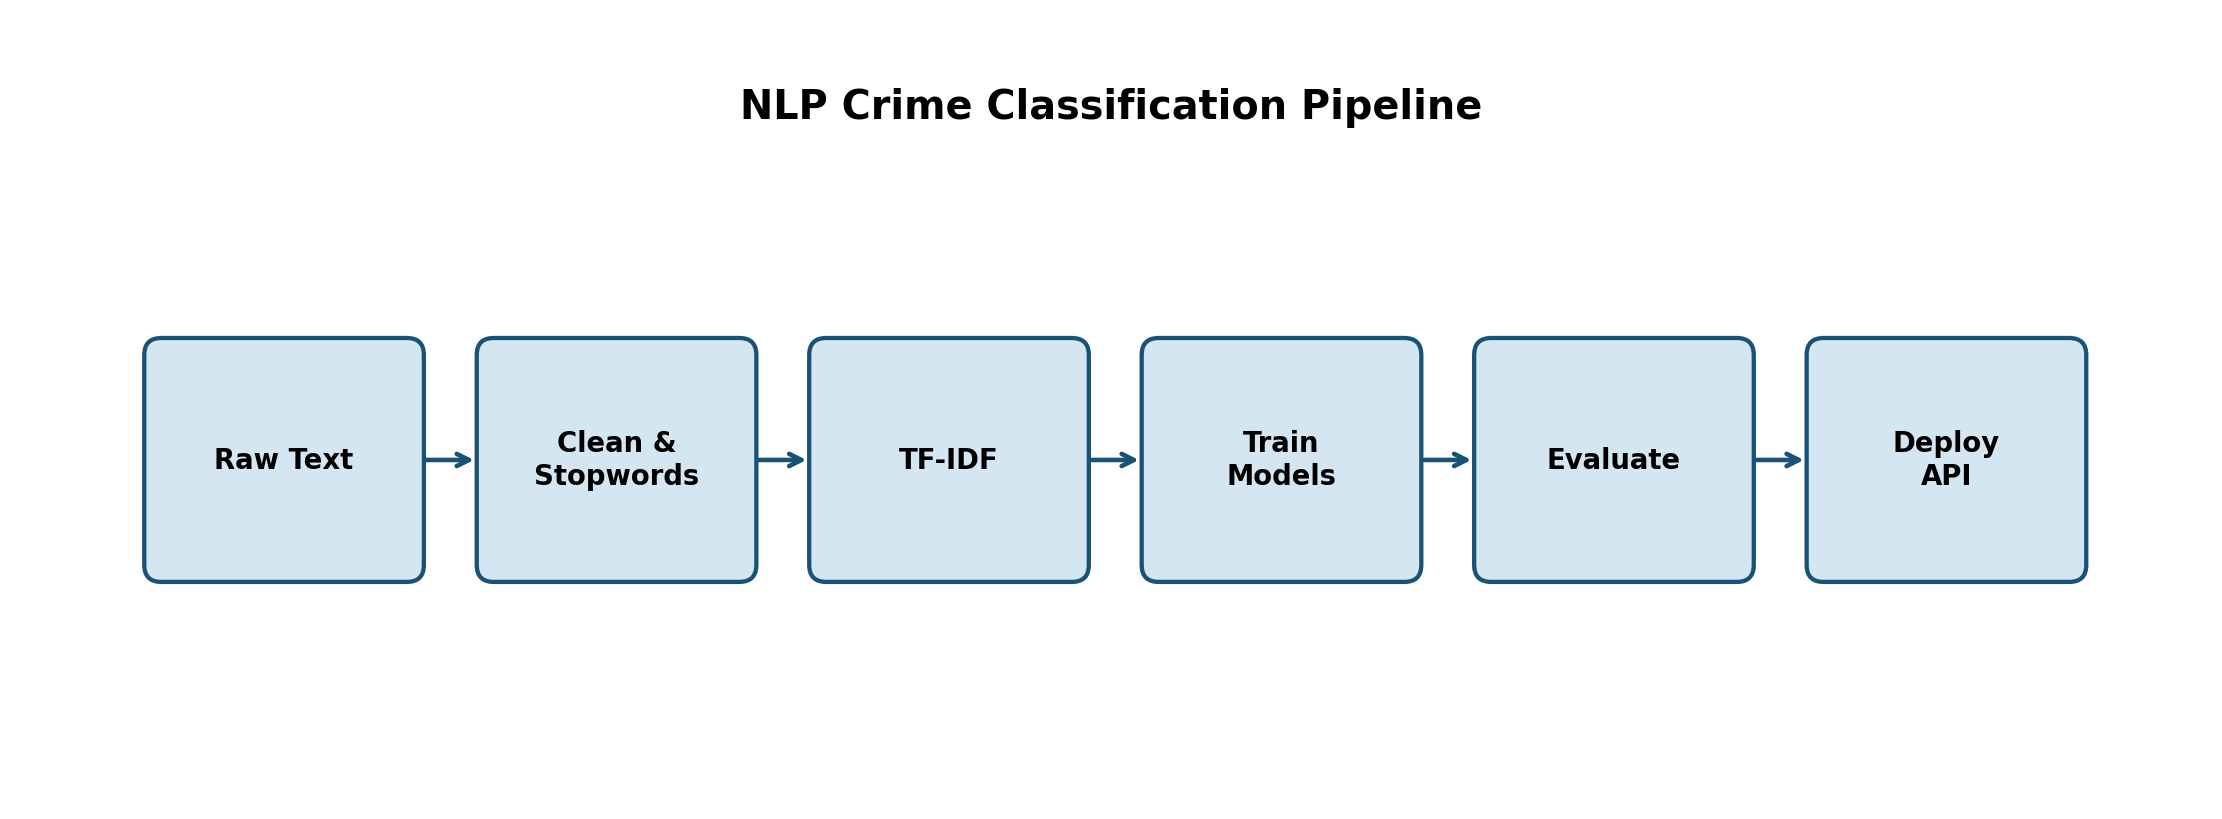 NLP Crime Classification Pipeline
Raw Text
Clean &
Stopwords
TF-IDF
Train
Models
Evaluate
Deploy
API